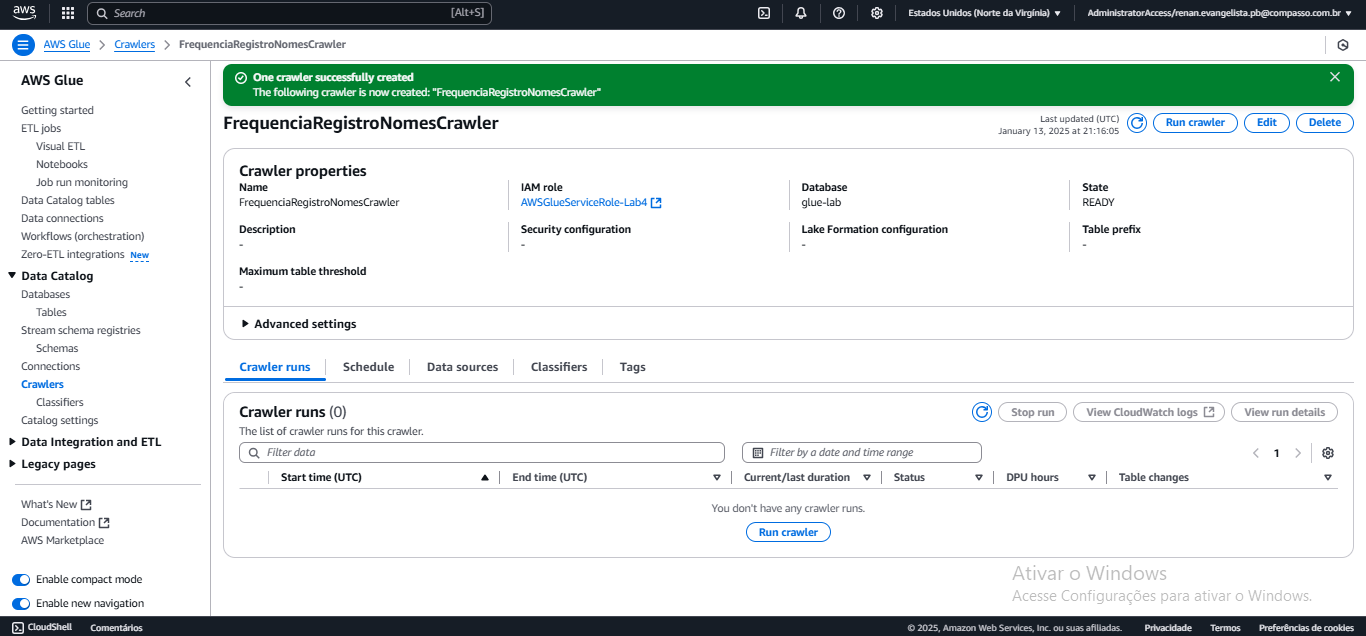 aws
Search
[Alt+S]
Estados Unidos (Norte da Virgínia)
AdministratorAccess/renan.evangelista.pb@compasso.com.br
AWS Glue
Crawlers
FrequenciaRegistroNomesCrawler
AWS Glue
Getting started
ETL jobs
Visual ETL
Notebooks
Job run monitoring
Data Catalog tables
Data connections
Workflows (orchestration)
Zero-ETL integrations New
Data Catalog
Databases
Tables
Stream schema registries
Schemas
Connections
Crawlers
Classifiers
Catalog settings
Data Integration and ETL
Legacy pages
What's New
Documentation
AWS Marketplace
Enable compact mode
Enable new navigation
One crawler successfully created
The following crawler is now created: "FrequenciaRegistroNomesCrawler"
FrequenciaRegistroNomesCrawler
Last updated (UTC)
January 13, 2025 at 21:16:05
Run crawler
Edit
Delete
Crawler properties
Name
FrequenciaRegistroNomesCrawler
IAM role
AWSGlueServiceRole-Lab4
Database
glue-lab
State
READY
Description
-
Security configuration
-
Lake Formation configuration
-
Table prefix
-
Maximum table threshold
-
Advanced settings
Crawler runs
Schedule
Data sources
Classifiers
Tags
Crawler runs (0)
The list of crawler runs for this crawler.
Stop run
View CloudWatch logs
View run details
Filter data
Filter by a date and time range
1
Start time (UTC)
End time (UTC)
Current/last duration
Status
DPU hours
Table changes
You don't have any crawler runs.
Run crawler
Ativar o Windows
Acesse Configurações para ativar o Windows.
CloudShell
Comentários
© 2025, Amazon Web Services, Inc. ou suas afiliadas.
Privacidade
Termos
Preferências de cookies